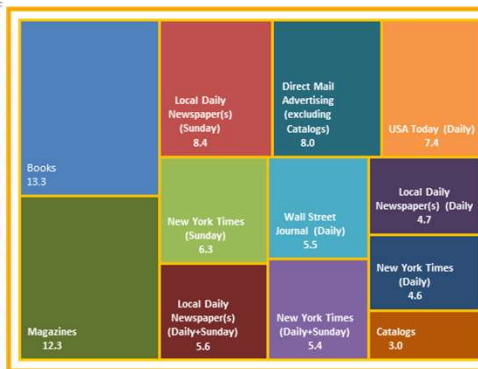 Books
13.3
Magazines
12.3
Local Daily
Newspaper(s)
(Sunday)
8.4
Direct Mail
Advertising
(excluding
Catalogs)
8.0
USA Today (Daily)
7.4
New York Times
(Sunday)
6.3
Wall Street
Journal (Daily)
5.5
Local Daily
Newspaper(s) (Daily
4.7
New York Times
(Daily)
4.6
Local Daily
Newspaper(s)
(Daily+Sunday)
5.6
New York Times
(Daily+Sunday)
5.4
Catalogs
3.0